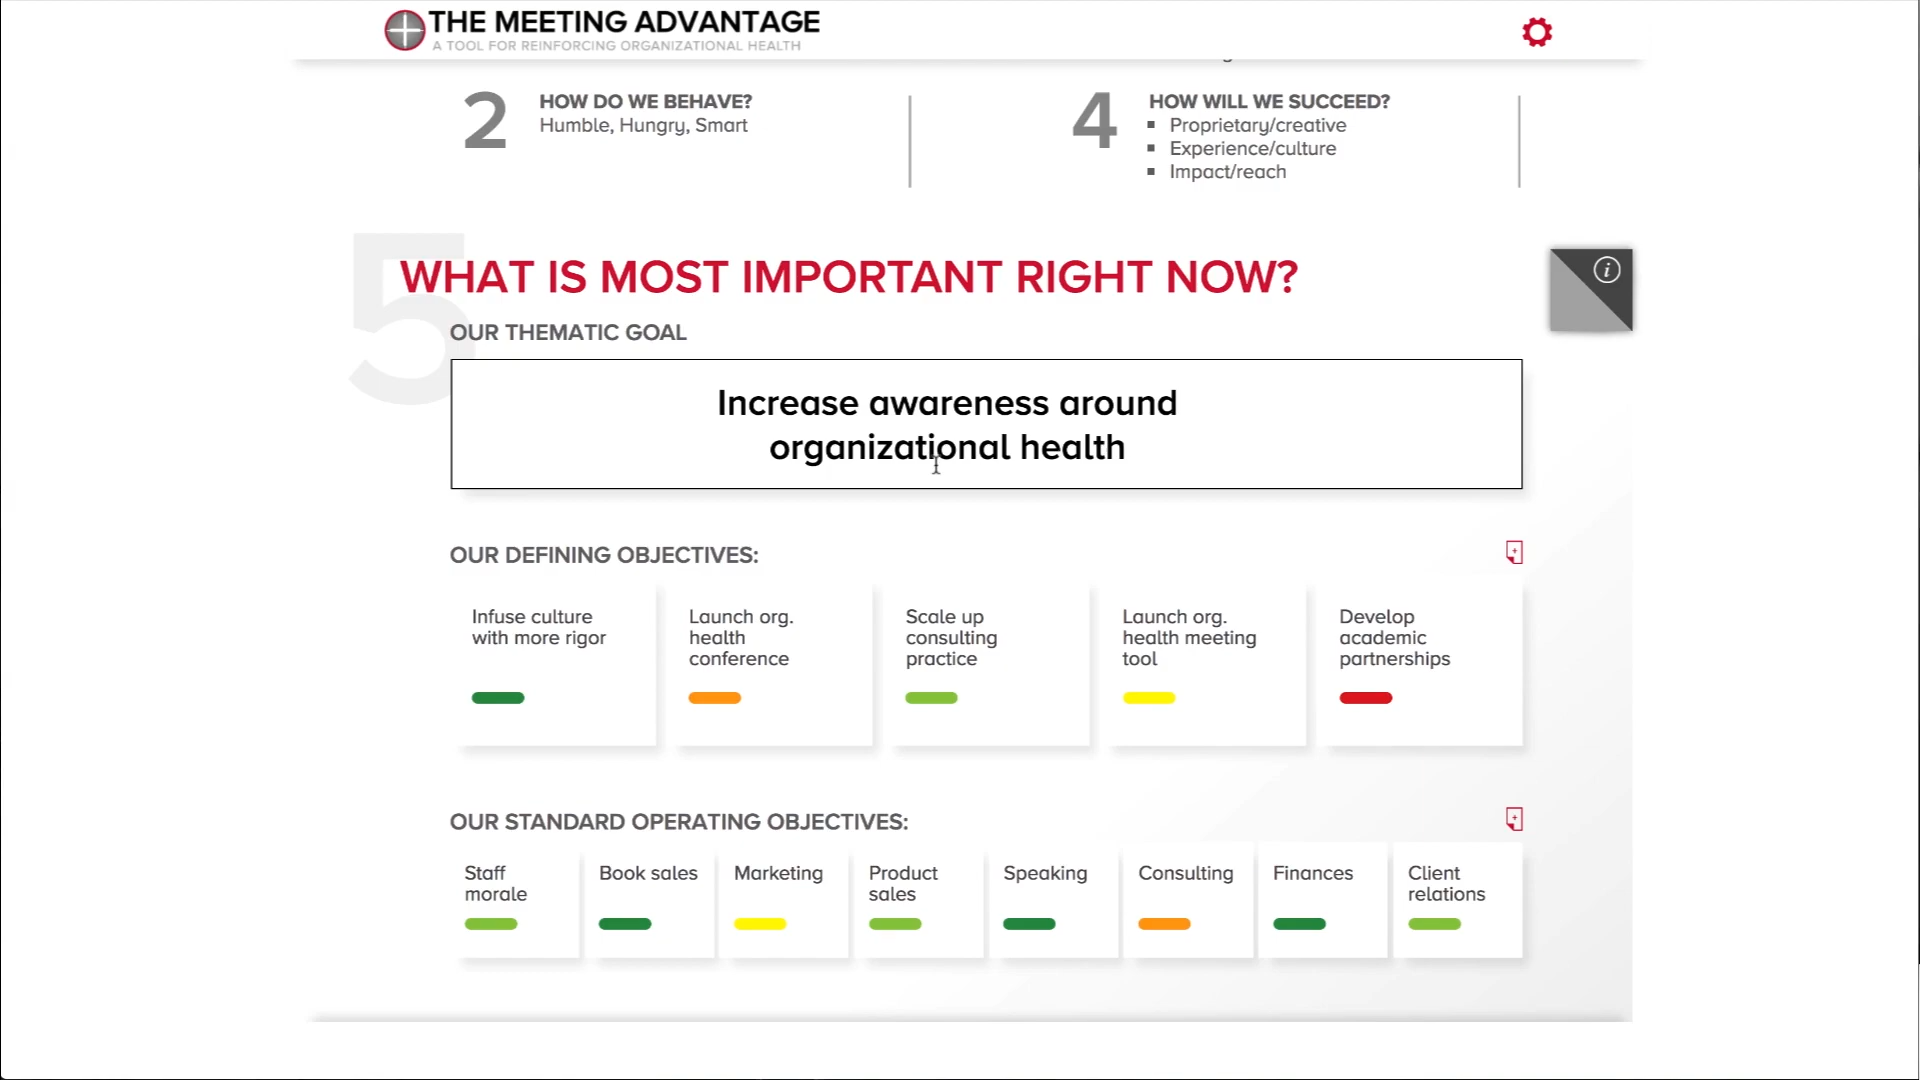 THE MEETING ADVANTAGE
A TOOL FOR REINFORCING ORGANIZATIONAL HEALTH
2
HOW DO WE BEHAVE?
Humble, Hungry, Smart
4
HOW WILL WE SUCCEED?
Proprietary/creative
Experience/culture
Impact/reach
5
WHAT IS MOST IMPORTANT RIGHT NOW?
i
OUR THEMATIC GOAL
Increase awareness around
organizational health
OUR DEFINING OBJECTIVES:
Infuse culture
with more rigor
Launch org.
health
conference
Scale up
consulting
practice
Launch org.
health meeting
tool
Develop
academic
partnerships
OUR STANDARD OPERATING OBJECTIVES:
Staff
morale
Book sales
Marketing
Product
sales
Speaking
Consulting
Finances
Client
relations